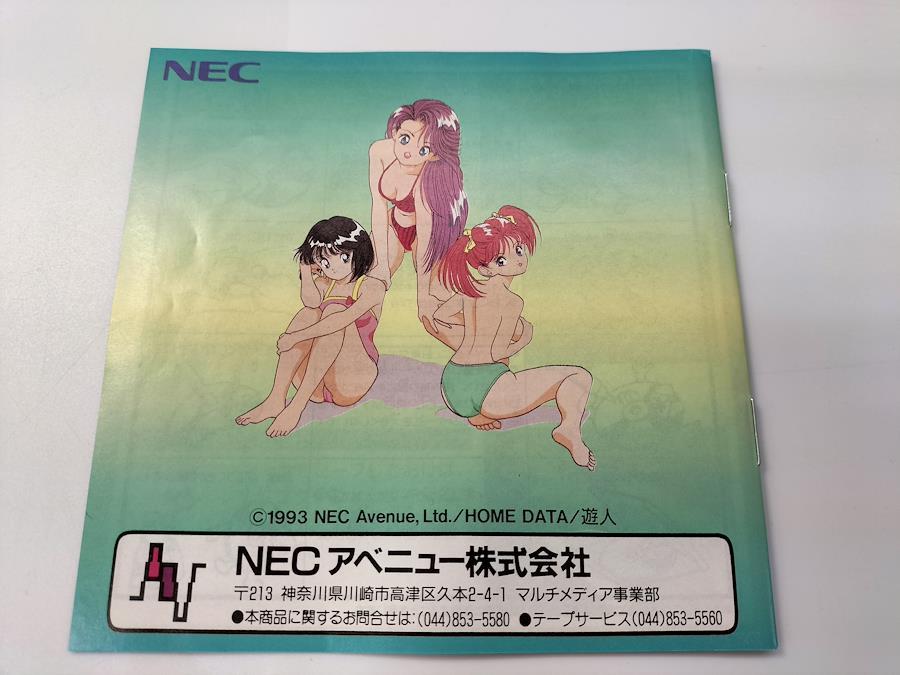 NEC
©1993 NEC Avenue, Ltd./HOME DATA/遊人
NECアベニュー株式会社
〒213 神奈川県川崎市高津区久本2-4-1 マルチメディア事業部
●本商品に関するお問合せは:(044)853-5580 ●テープサービス(044)853-5560